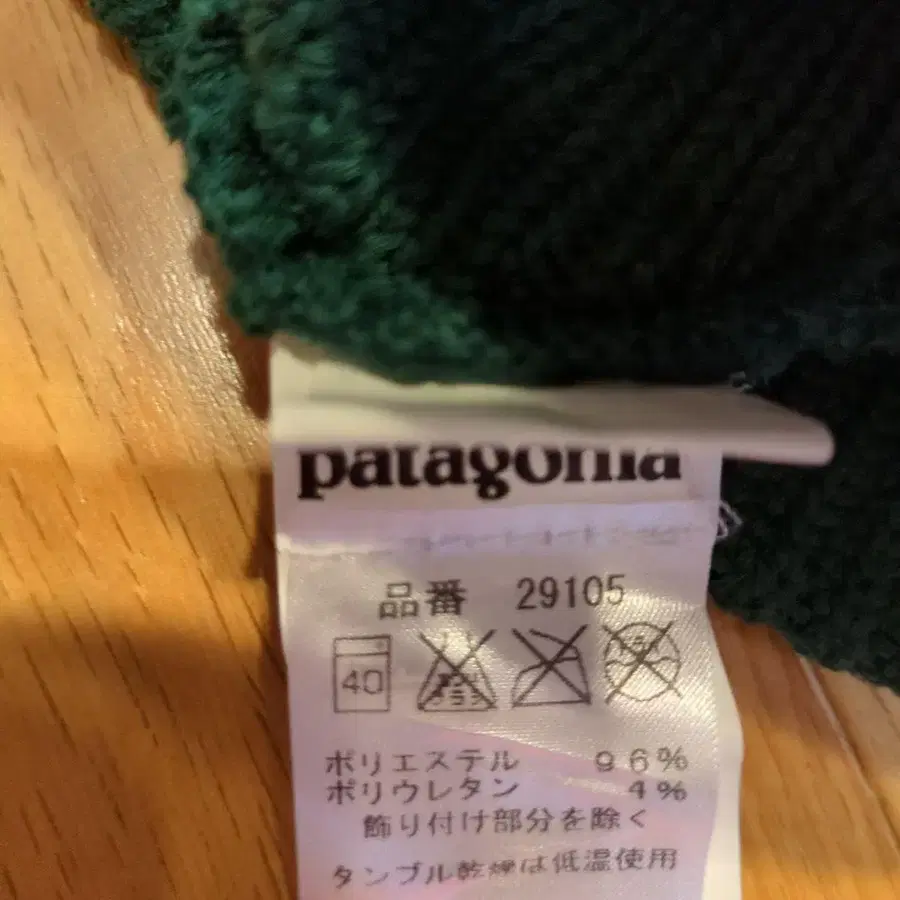 patagonia
品番 29105
40
ポリエステル 96%
ポリウレタン 4%
飾り付け部分を除く
タンブル乾燥は低温使用